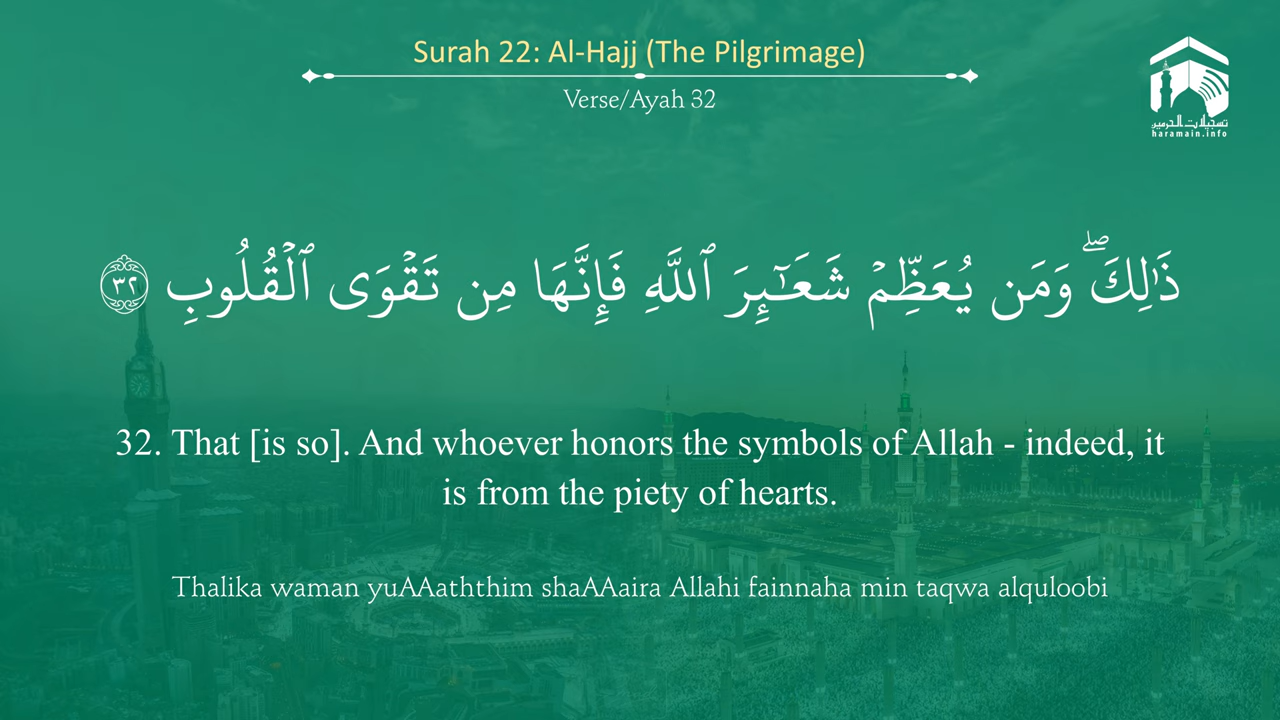 Surah 22: Al-Hajj (The Pilgrimage)
Verse/Ayah 32
تسجيلات الحرمين
haramain.info
ذَٰلِكَ ۖ وَمَن يُعَظِّمْ شَعَـٰٓئِرَ ٱللَّهِ فَإِنَّهَا مِن تَقْوَى ٱلْقُلُوبِ ٣٢
32. That [is so]. And whoever honors the symbols of Allah - indeed, it
is from the piety of hearts.
Thalika waman yuAAaththim shaAAaira Allahi fainnaha min taqwa alquloobi